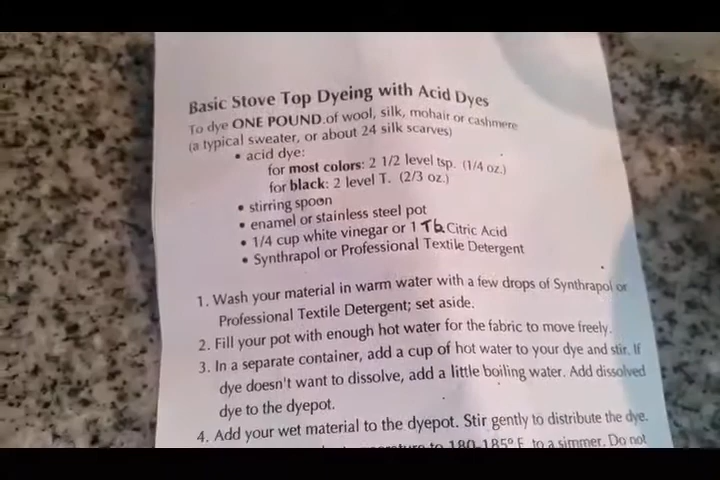 Basic Stove Top Dyeing with Acid Dyes
To dye ONE POUND.of wool, silk, mohair or cashmere
(a typical sweater, or about 24 silk scarves)
• acid dye:
for most colors: 2 1/2 level tsp. (1/4 oz.)
for black: 2 level T. (2/3 oz.)
• stirring spoon
• enamel or stainless steel pot
• 1/4 cup white vinegar or 1 Tb Citric Acid
• Synthrapol or Professional Textile Detergent
1. Wash your material in warm water with a few drops of Synthrapol or
Professional Textile Detergent; set aside.
2. Fill your pot with enough hot water for the fabric to move freely.
3. In a separate container, add a cup of hot water to your dye and stir. If
dye doesn't want to dissolve, add a little boiling water. Add dissolved
dye to the dyepot.
4. Add your wet material to the dyepot. Stir gently to distribute the dye.
to 180-185° F, to a simmer. Do not